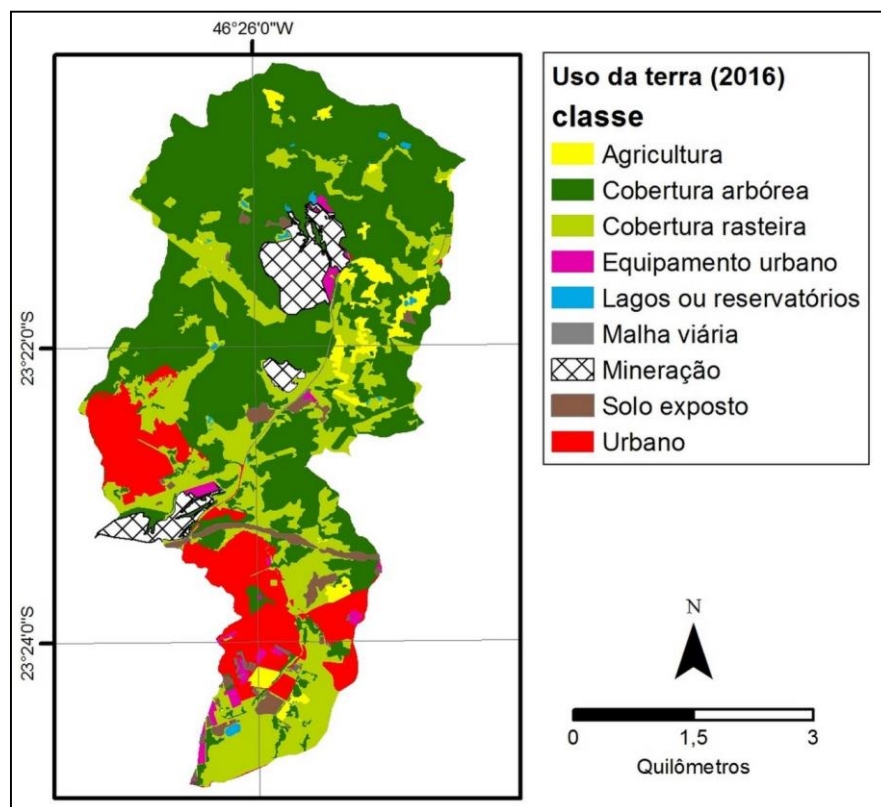 46°26'0"W
23°22'0"S
23°24'0"S
Uso da terra (2016)
classe
Agricultura
Cobertura arbórea
Cobertura rasteira
Equipamento urbano
Lagos ou reservatórios
Malha viária
Mineração
Solo exposto
Urbano
N
0 1,5 3
Quilômetros